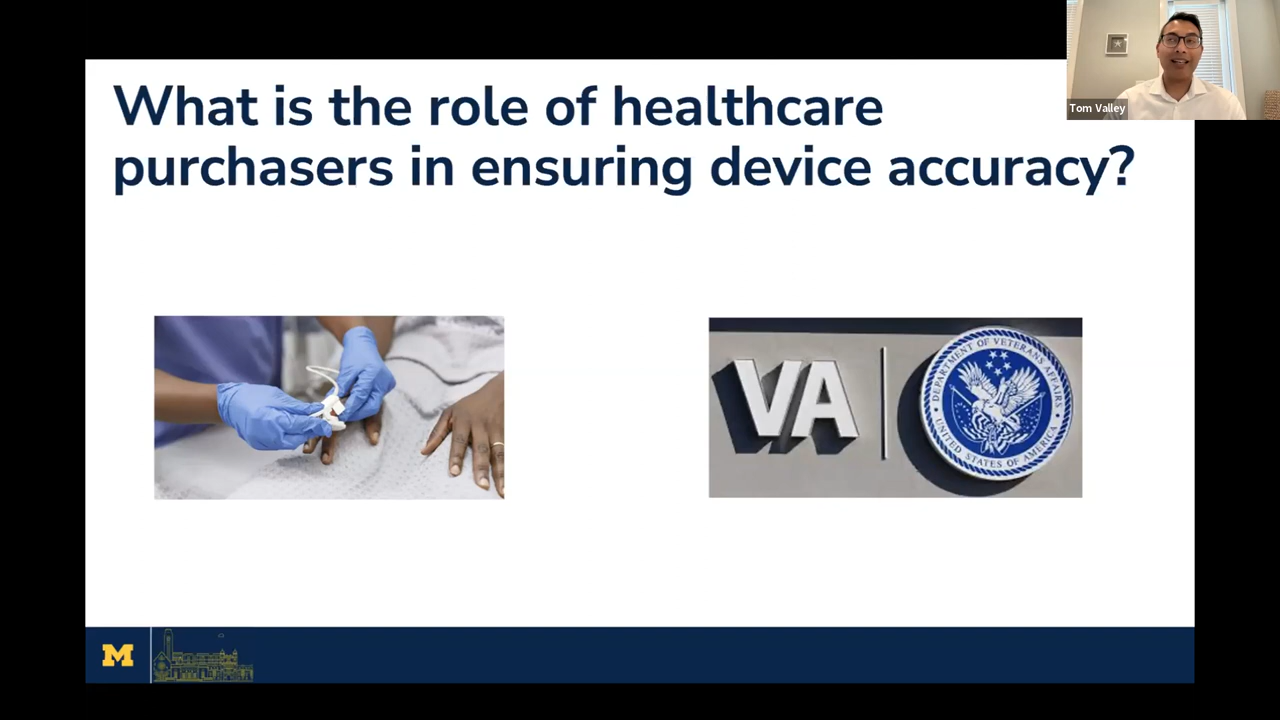 What is the role of healthcare
purchasers in ensuring device accuracy?
Tom Valley
VA
DEPARTMENT OF VETERANS AFFAIRS
UNITED STATES OF AMERICA
M